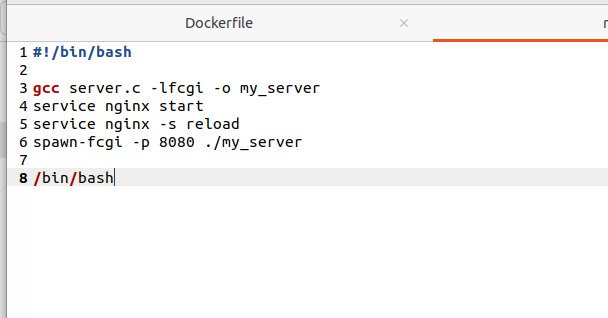 Dockerfile ×
1 #!/bin/bash
2
3 gcc server.c -lfcgi -o my_server
4 service nginx start
5 service nginx -s reload
6 spawn-fcgi -p 8080 ./my_server
7
8 /bin/bash